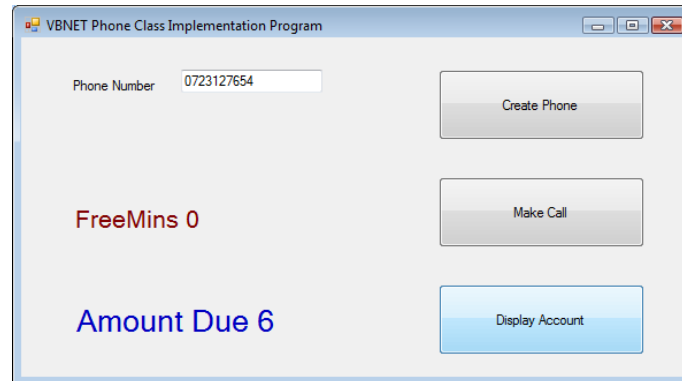 VBNET Phone Class Implementation Program
Phone Number 0723127654
Create Phone
FreeMins 0
Make Call
Amount Due 6
Display Account